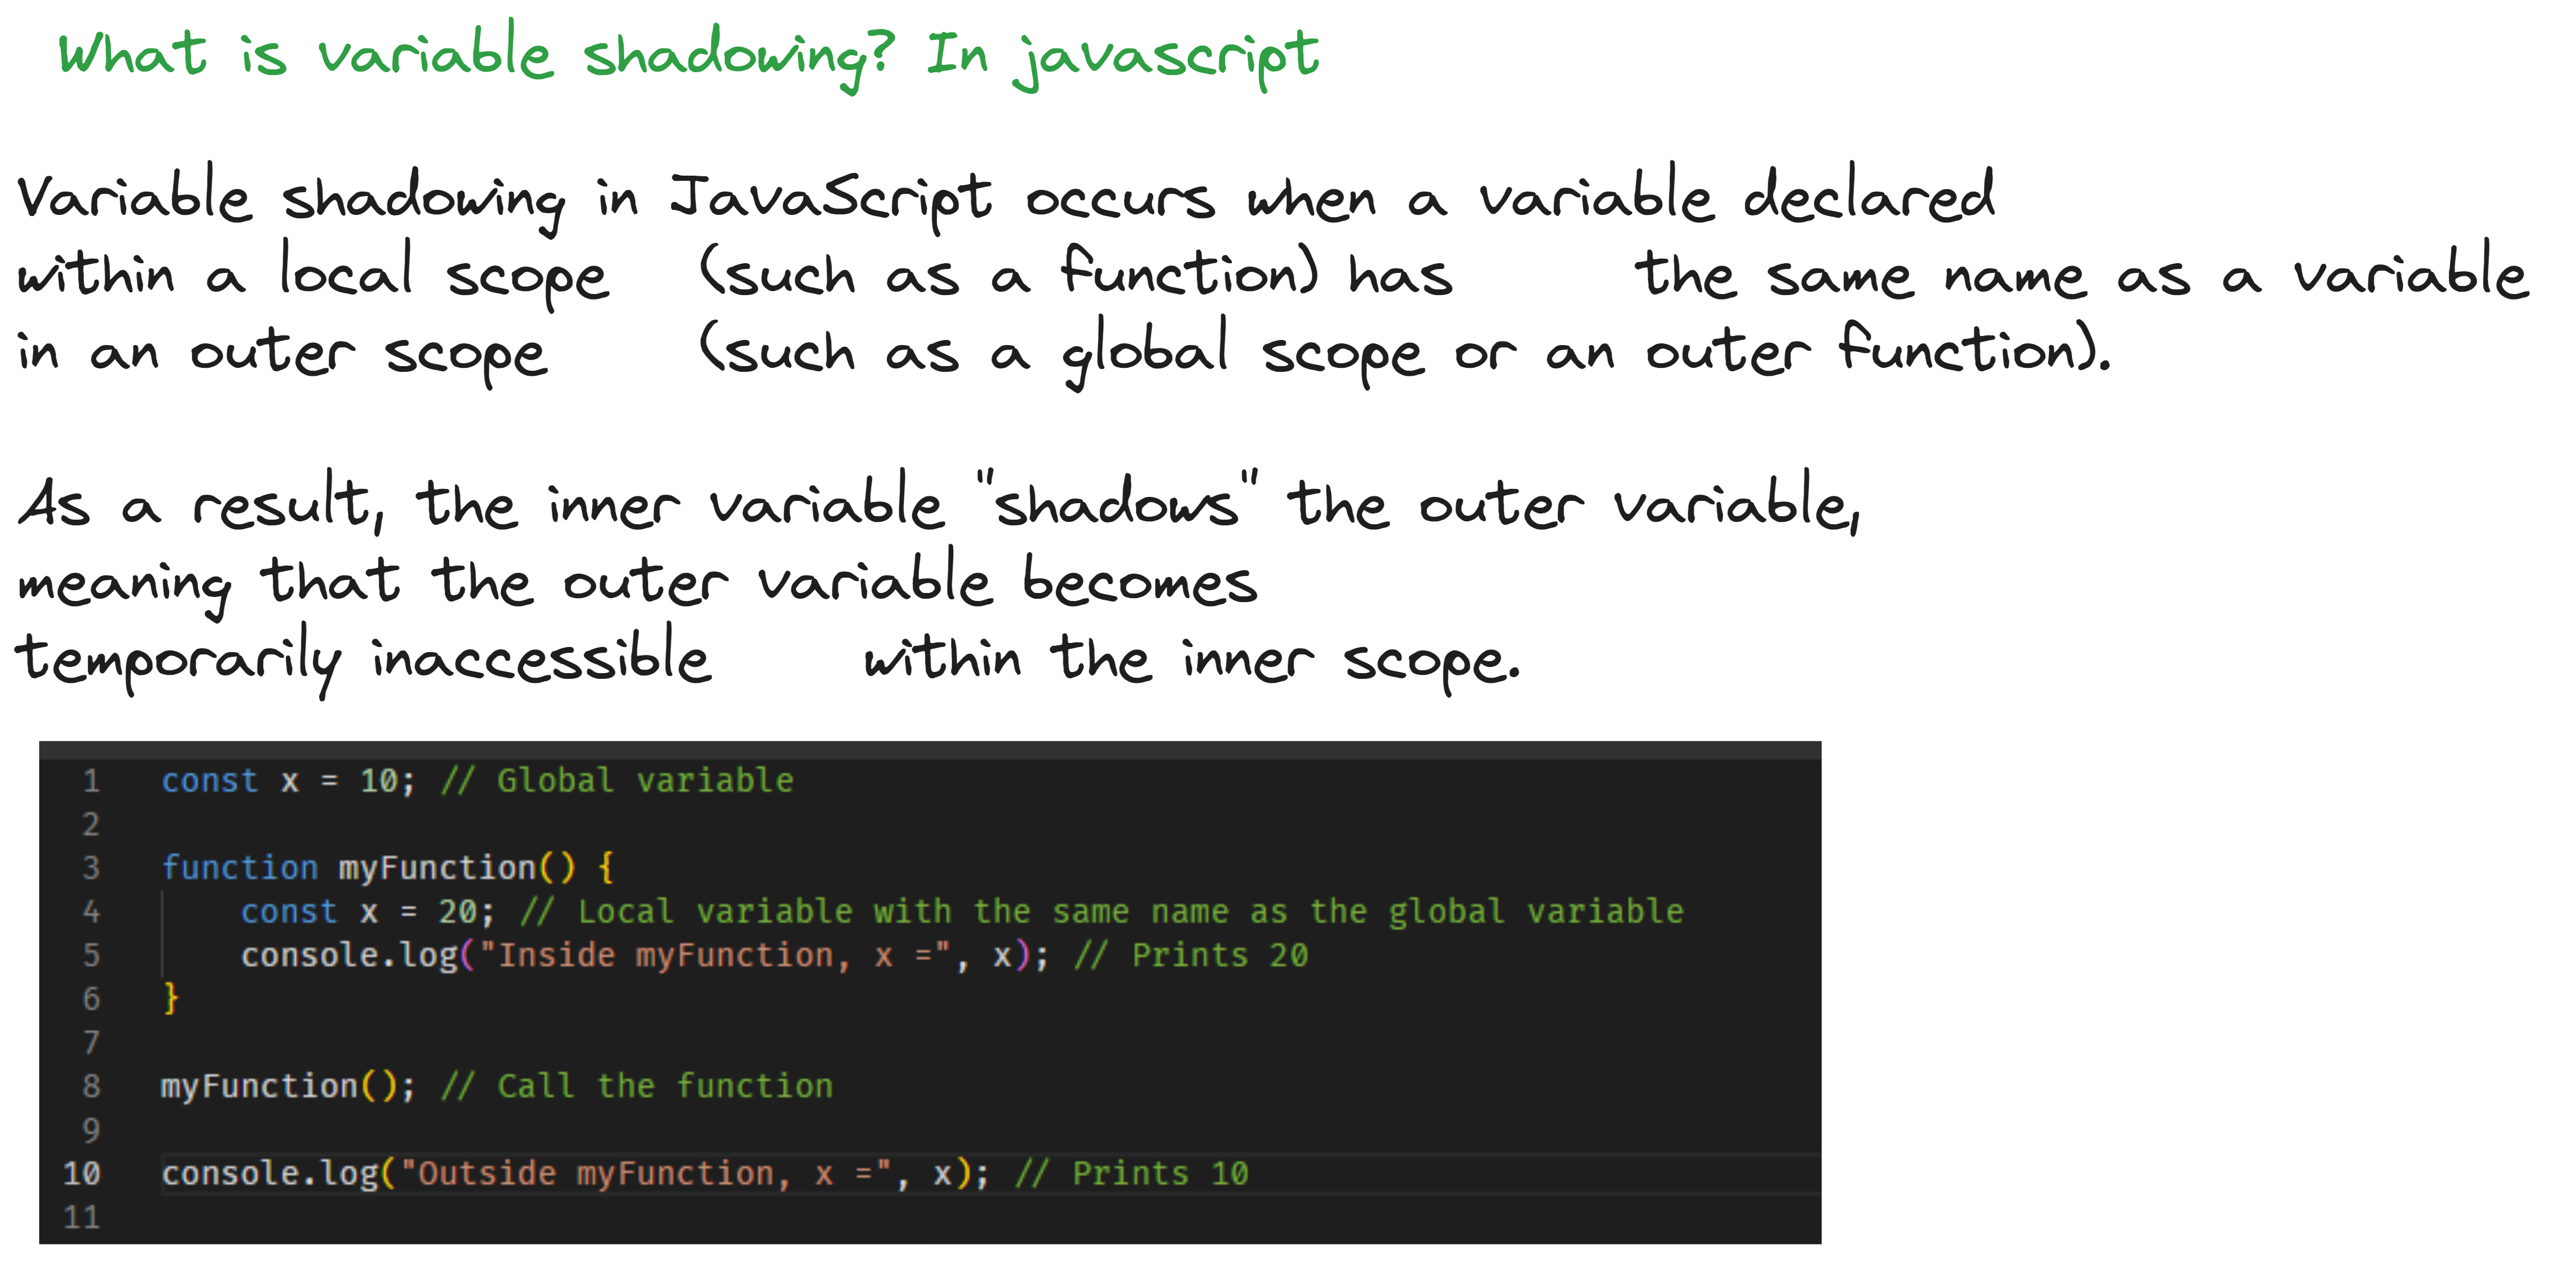 What is variable shadowing? In javascript
Variable shadowing in JavaScript occurs when a variable declared
within a local scope (such as a function) has the same name as a variable
in an outer scope (such as a global scope or an outer function).
As a result, the inner variable "shadows" the outer variable,
meaning that the outer variable becomes
temporarily inaccessible within the inner scope.
1 const x = 10; // Global variable
2
3 function myFunction() {
4 const x = 20; // Local variable with the same name as the global variable
5 console.log("Inside myFunction, x =", x); // Prints 20
6 }
7
8 myFunction(); // Call the function
9
10 console.log("Outside myFunction, x =", x); // Prints 10
11